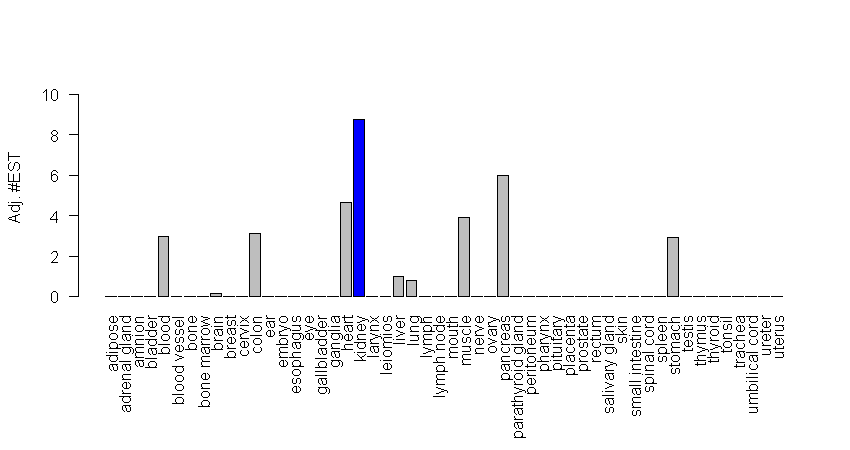 Adj. #EST
10
8
6
4
2
0
adipose
adrenal gland
amnion
bladder
blood
blood vessel
bone
bone marrow
brain
breast
cervix
colon
ear
embryo
esophagus
eye
gallbladder
ganglia
heart
kidney
larynx
leiomios
liver
lung
lymph
lymph node
mouth
muscle
nerve
ovary
pancreas
parathyroid gland
peritoneum
pharynx
pituitary
placenta
prostate
rectum
salivary gland
skin
small intestine
spinal cord
spleen
stomach
testis
thymus
thyroid
tonsil
trachea
umbilical cord
ureter
uterus